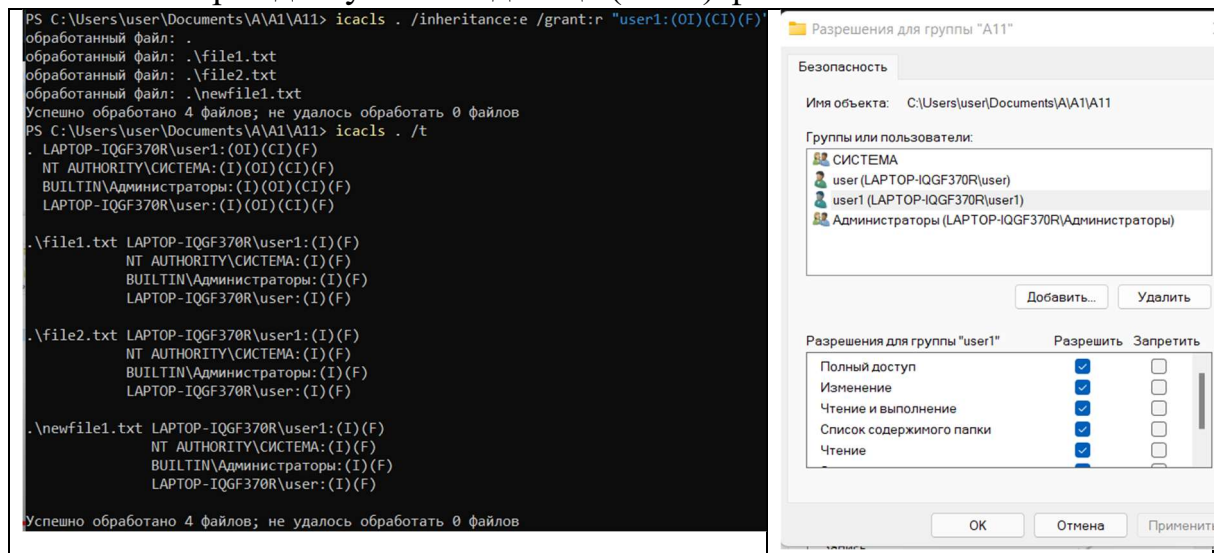 PS C:\Users\user\Documents\A\A1\A11> icacls . /inheritance:e /grant:r "user1:(OI)(CI)(F)"
обработанный файл: .
обработанный файл: .\file1.txt
обработанный файл: .\file2.txt
обработанный файл: .\newfile1.txt
Успешно обработано 4 файлов; не удалось обработать 0 файлов
PS C:\Users\user\Documents\A\A1\A11> icacls . /t
. LAPTOP-IQGF370R\user1:(OI)(CI)(F)
NT AUTHORITY\СИСТЕМА:(I)(OI)(CI)(F)
BUILTIN\Администраторы:(I)(OI)(CI)(F)
LAPTOP-IQGF370R\user:(I)(OI)(CI)(F)
.\file1.txt LAPTOP-IQGF370R\user1:(I)(F)
NT AUTHORITY\СИСТЕМА:(I)(F)
BUILTIN\Администраторы:(I)(F)
LAPTOP-IQGF370R\user:(I)(F)
.\file2.txt LAPTOP-IQGF370R\user1:(I)(F)
NT AUTHORITY\СИСТЕМА:(I)(F)
BUILTIN\Администраторы:(I)(F)
LAPTOP-IQGF370R\user:(I)(F)
.\newfile1.txt LAPTOP-IQGF370R\user1:(I)(F)
NT AUTHORITY\СИСТЕМА:(I)(F)
BUILTIN\Администраторы:(I)(F)
LAPTOP-IQGF370R\user:(I)(F)
Успешно обработано 4 файлов; не удалось обработать 0 файлов
Разрешения для группы "A11"
Безопасность
Имя объекта: C:\Users\user\Documents\A\A1\A11
Группы или пользователи:
СИСТЕМА
user (LAPTOP-IQGF370R\user)
user1 (LAPTOP-IQGF370R\user1)
Администраторы (LAPTOP-IQGF370R\Администраторы)
Добавить... Удалить
Разрешения для группы "user1" Разрешить Запретить
Полный доступ
Изменение
Чтение и выполнение
Список содержимого папки
Чтение
ОК Отмена Применить